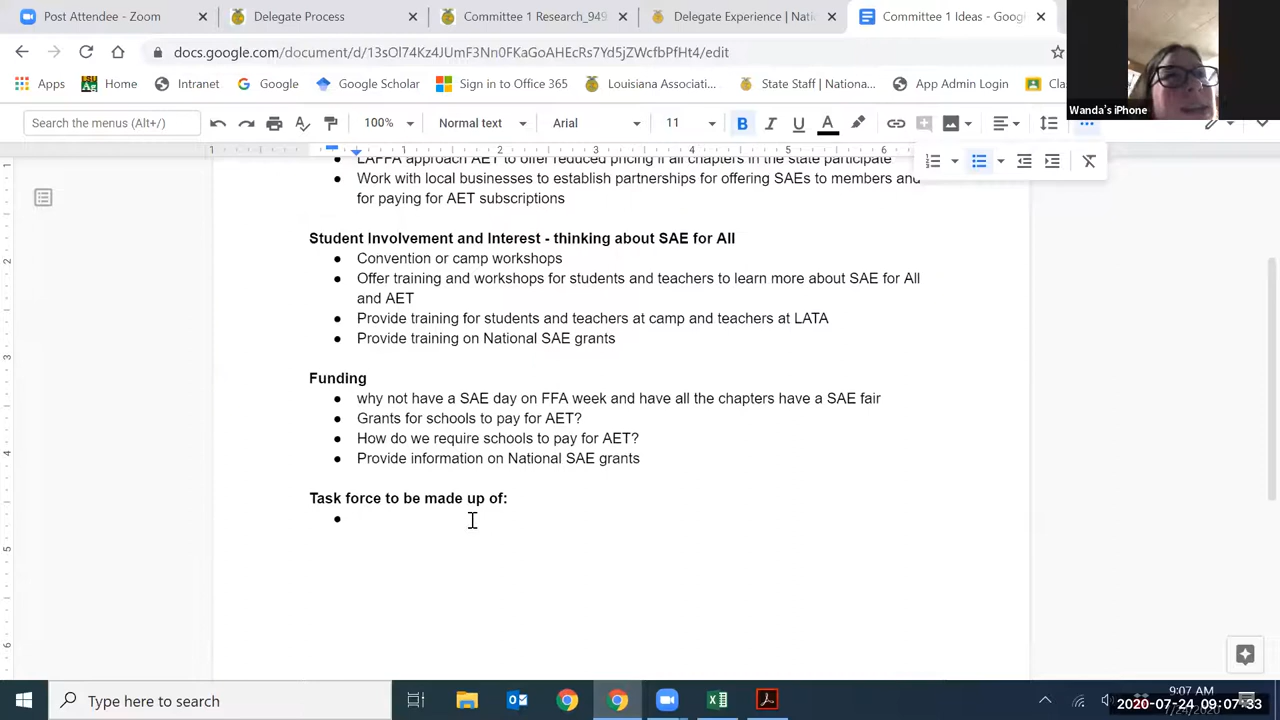 Post Attendee - Zoom
Delegate Process
Committee 1 Research_945
Delegate Experience | Nati
Committee 1 Ideas - Goog
docs.google.com/document/d/13sOl74Kz4JUmF3Nn0FKaGoAHEcRs7Yd5jZWcfbPfHt4/edit
Apps
Home
Intranet
Google
Google Scholar
Sign in to Office 365
Louisiana Associati...
State Staff | Nationa...
App Admin Login
Cla
Wanda's iPhone
Search the menus (Alt+/)
Normal text
Arial
11
LAFFA approach AET to offer reduced pricing if all chapters in the state participate
Work with local businesses to establish partnerships for offering SAEs to members and
for paying for AET subscriptions
Student Involvement and Interest - thinking about SAE for All
Convention or camp workshops
Offer training and workshops for students and teachers to learn more about SAE for All
and AET
Provide training for students and teachers at camp and teachers at LATA
Provide training on National SAE grants
Funding
why not have a SAE day on FFA week and have all the chapters have a SAE fair
Grants for schools to pay for AET?
How do we require schools to pay for AET?
Provide information on National SAE grants
Task force to be made up of:
Type here to search
9:07 AM
2020-07-24 09:07:33